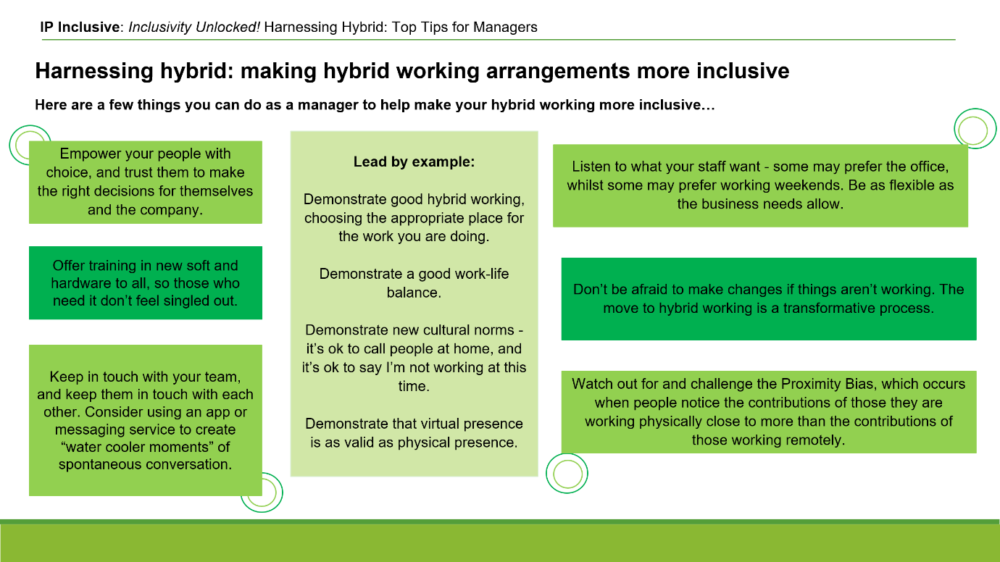 IP Inclusive: Inclusivity Unlocked! Harnessing Hybrid: Top Tips for Managers
Harnessing hybrid: making hybrid working arrangements more inclusive
Here are a few things you can do as a manager to help make your hybrid working more inclusive…
Empower your people with
choice, and trust them to make
the right decisions for themselves
and the company.
Offer training in new soft and
hardware to all, so those who
need it don’t feel singled out.
Keep in touch with your team,
and keep them in touch with each
other. Consider using an app or
messaging service to create
“water cooler moments” of
spontaneous conversation.
Lead by example:
Demonstrate good hybrid working,
choosing the appropriate place for
the work you are doing.
Demonstrate a good work-life
balance.
Demonstrate new cultural norms -
it’s ok to call people at home, and
it’s ok to say I’m not working at this
time.
Demonstrate that virtual presence
is as valid as physical presence.
Listen to what your staff want - some may prefer the office,
whilst some may prefer working weekends. Be as flexible as
the business needs allow.
Don’t be afraid to make changes if things aren’t working. The
move to hybrid working is a transformative process.
Watch out for and challenge the Proximity Bias, which occurs
when people notice the contributions of those they are
working physically close to more than the contributions of
those working remotely.